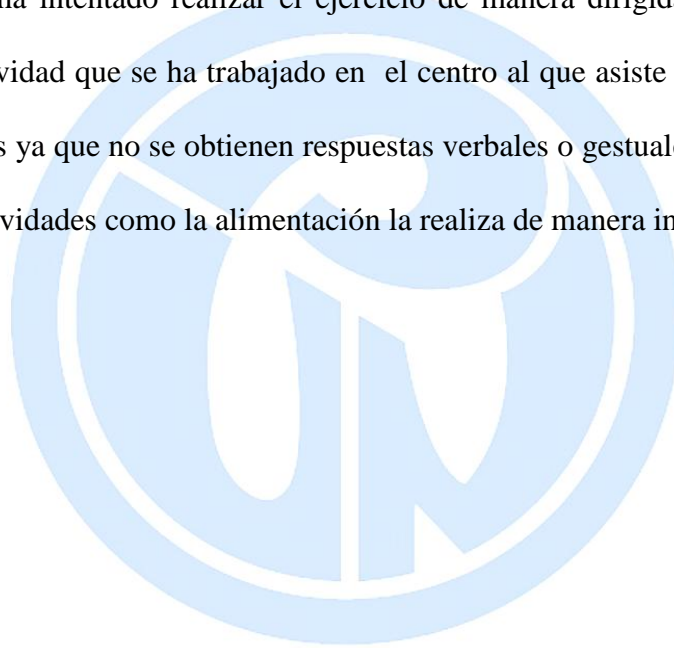 ha intentado realizar el ejercicio de manera dirigida
vidad que se ha trabajado en el centro al que asiste
s ya que no se obtienen respuestas verbales o gestuale
vidades como la alimentación la realiza de manera in